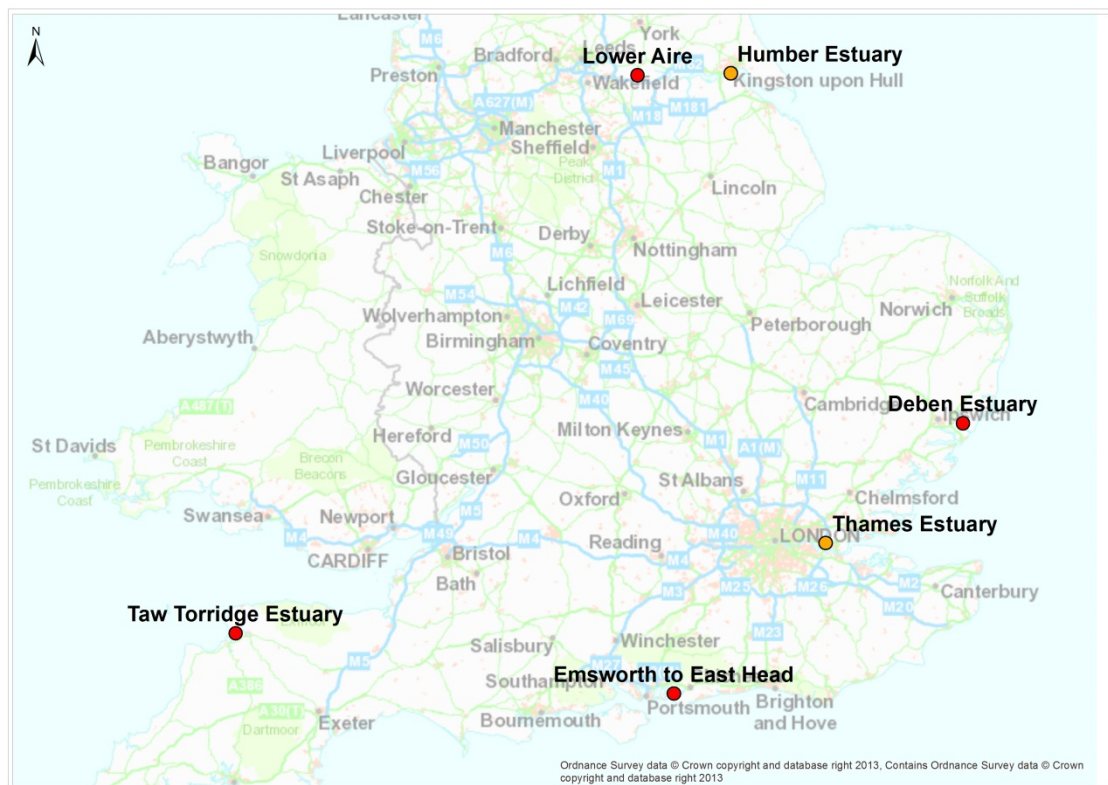 N
Lancaster
York
M6
Bradford
Leeds
Lower Aire
Humber Estuary
Preston
Wakefield
Kingston upon Hull
A627(M)
M18
M181
Manchester
Liverpool
Sheffield
Bangor
St Asaph
M56
Peak
District
M1
Chester
Lincoln
Stoke-on-Trent
Derby
Nottingham
M6
Snowdonia
Lichfield
M54
M42
Leicester
Norwich
Norfolk And
Suffolk
Broads
Wolverhampton
M69
Peterborough
Aberystwyth
Birmingham
Coventry
M45
Worcester
M40
Cambridge
Deben Estuary
Ipswich
A487(T)
St Davids
Pembrokeshire
Coast
Hereford
M50
Milton Keynes
M1
A1(M)
Brecon
Beacons
Gloucester
M11
Pembrokeshire
Coast
Oxford
St Albans
Chelmsford
Swansea
Newport
M5
Thames Estuary
M4
M49
M4
Reading
M40
LONDON
CARDIFF
Bristol
M4
Bath
M25
M26
M2
Canterbury
M3
M20
Taw Torridge Estuary
Salisbury
Winchester
M23
M5
M27
Emsworth to East Head
A386
Southampton
Portsmouth
Brighton
and Hove
A30(T)
Exeter
Bournemouth
Dartmoor
Ordnance Survey data © Crown copyright and database right 2013, Contains Ordnance Survey data © Crown
copyright and database right 2013